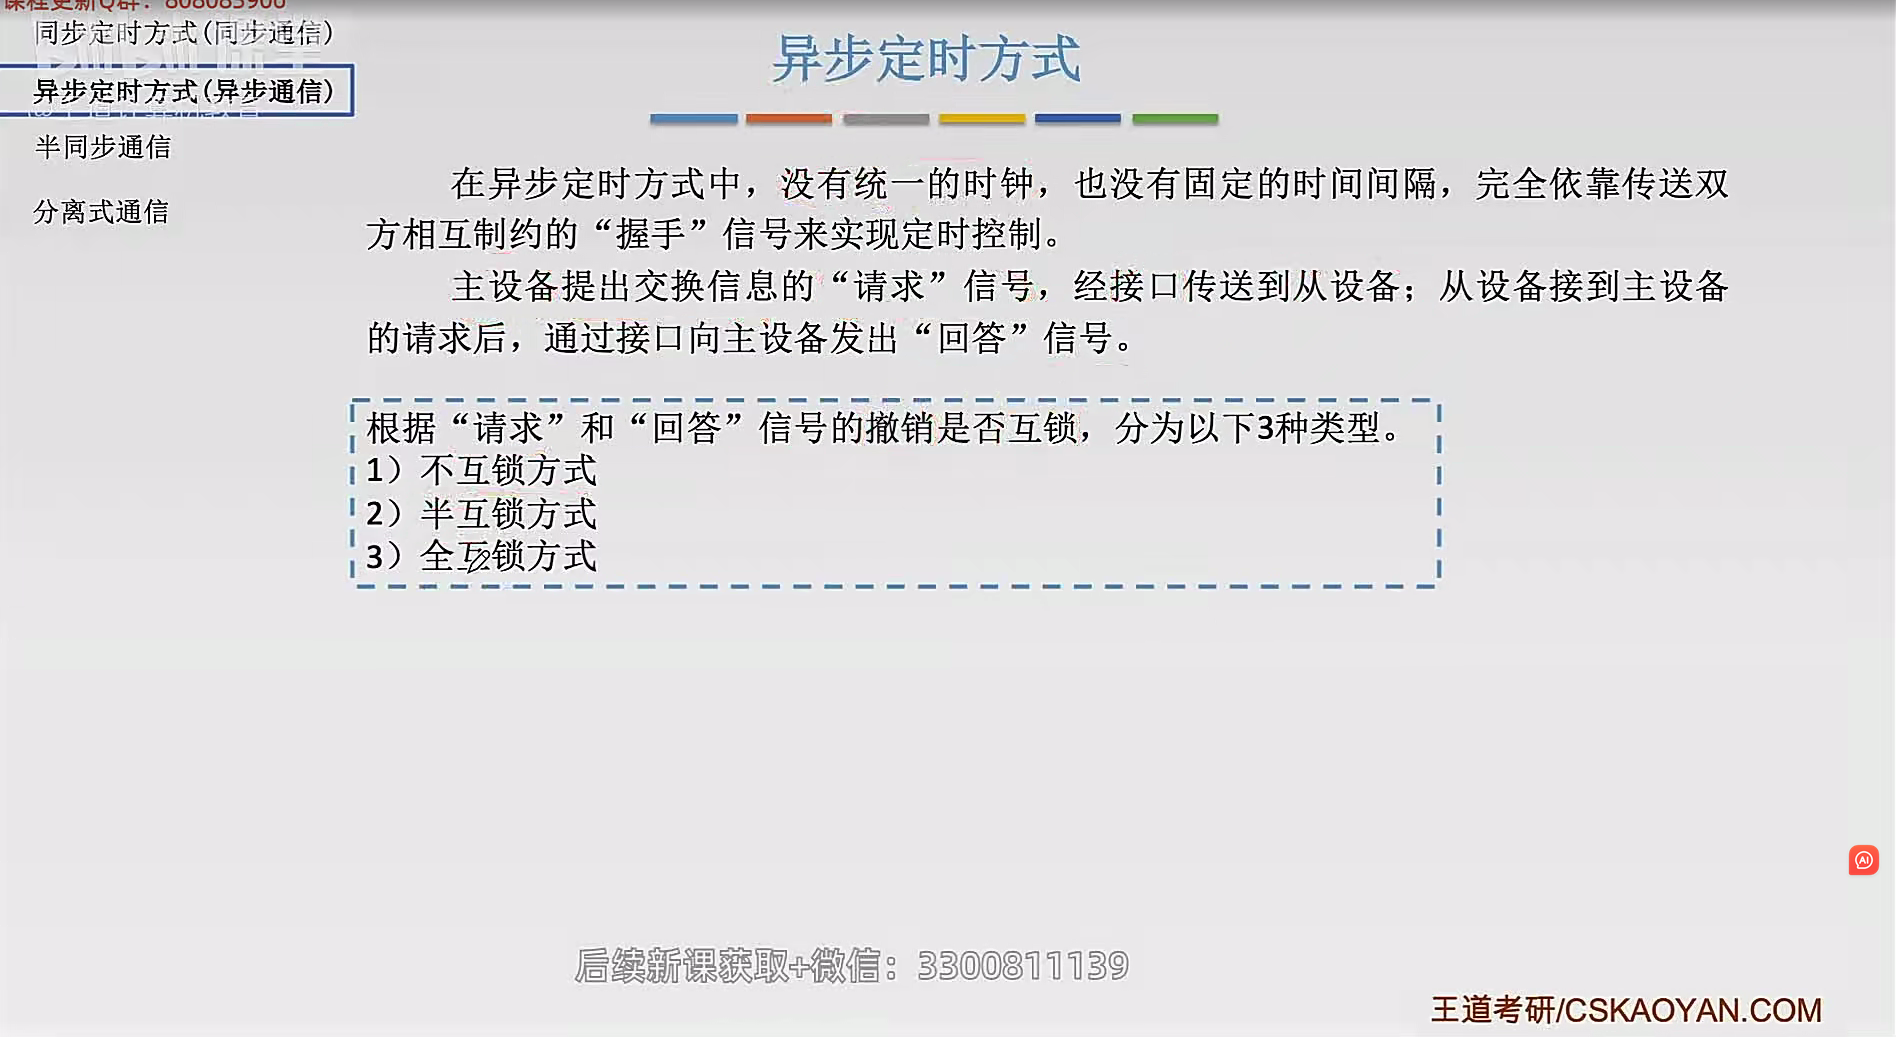 课程更新Q群：808085906
同步定时方式(同步通信)
异步定时方式(异步通信)
半同步通信
分离式通信
异步定时方式
在异步定时方式中，没有统一的时钟，也没有固定的时间间隔，完全依靠传送双
方相互制约的“握手”信号来实现定时控制。
主设备提出交换信息的“请求”信号，经接口传送到从设备；从设备接到主设备
的请求后，通过接口向主设备发出“回答”信号。
根据“请求”和“回答”信号的撤销是否互锁，分为以下3种类型。
1）不互锁方式
2）半互锁方式
3）全互锁方式
AI
后续新课获取+微信：3300811139
王道考研/CSKAOYAN.COM